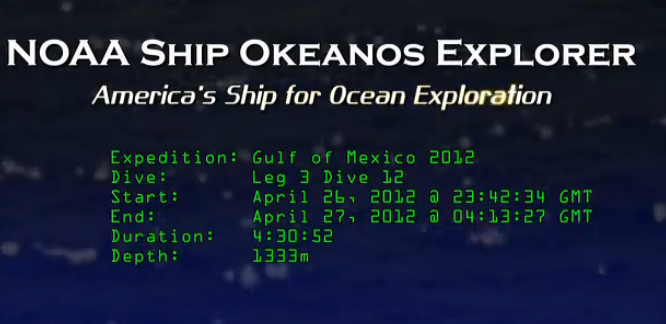 NOAA Ship Okeanos Explorer
America's Ship for Ocean Exploration
Expedition: Gulf of Mexico 2012
Dive: Leg 3 Dive 12
Start: April 26, 2012 @ 23:42:34 GMT
End: April 27, 2012 @ 04:13:27 GMT
Duration: 4:30:52
Depth: 1333m